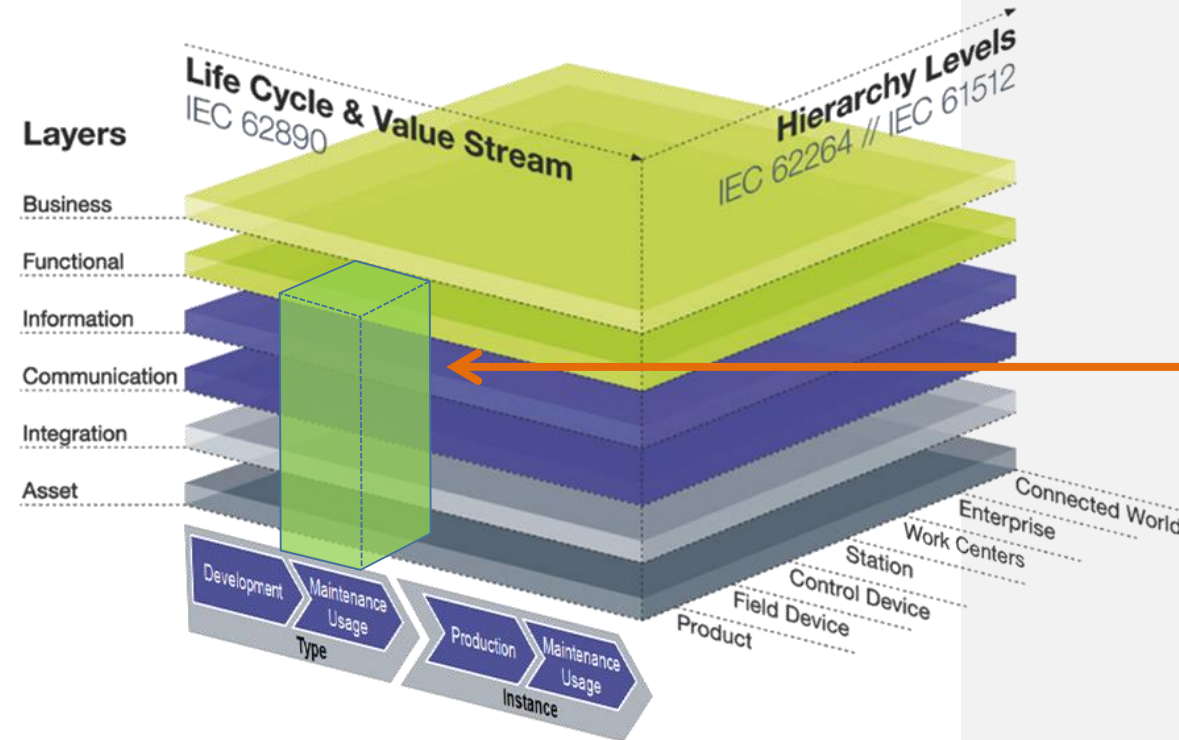 Life Cycle & Value Stream
IEC 62890
Hierarchy Levels
IEC 62264 // IEC 61512
Layers
Business
Functional
Information
Communication
Integration
Asset
Development
Maintenance
Usage
Type
Production
Maintenance
Usage
Instance
Product
Field Device
Control Device
Station
Work Centers
Enterprise
Connected World